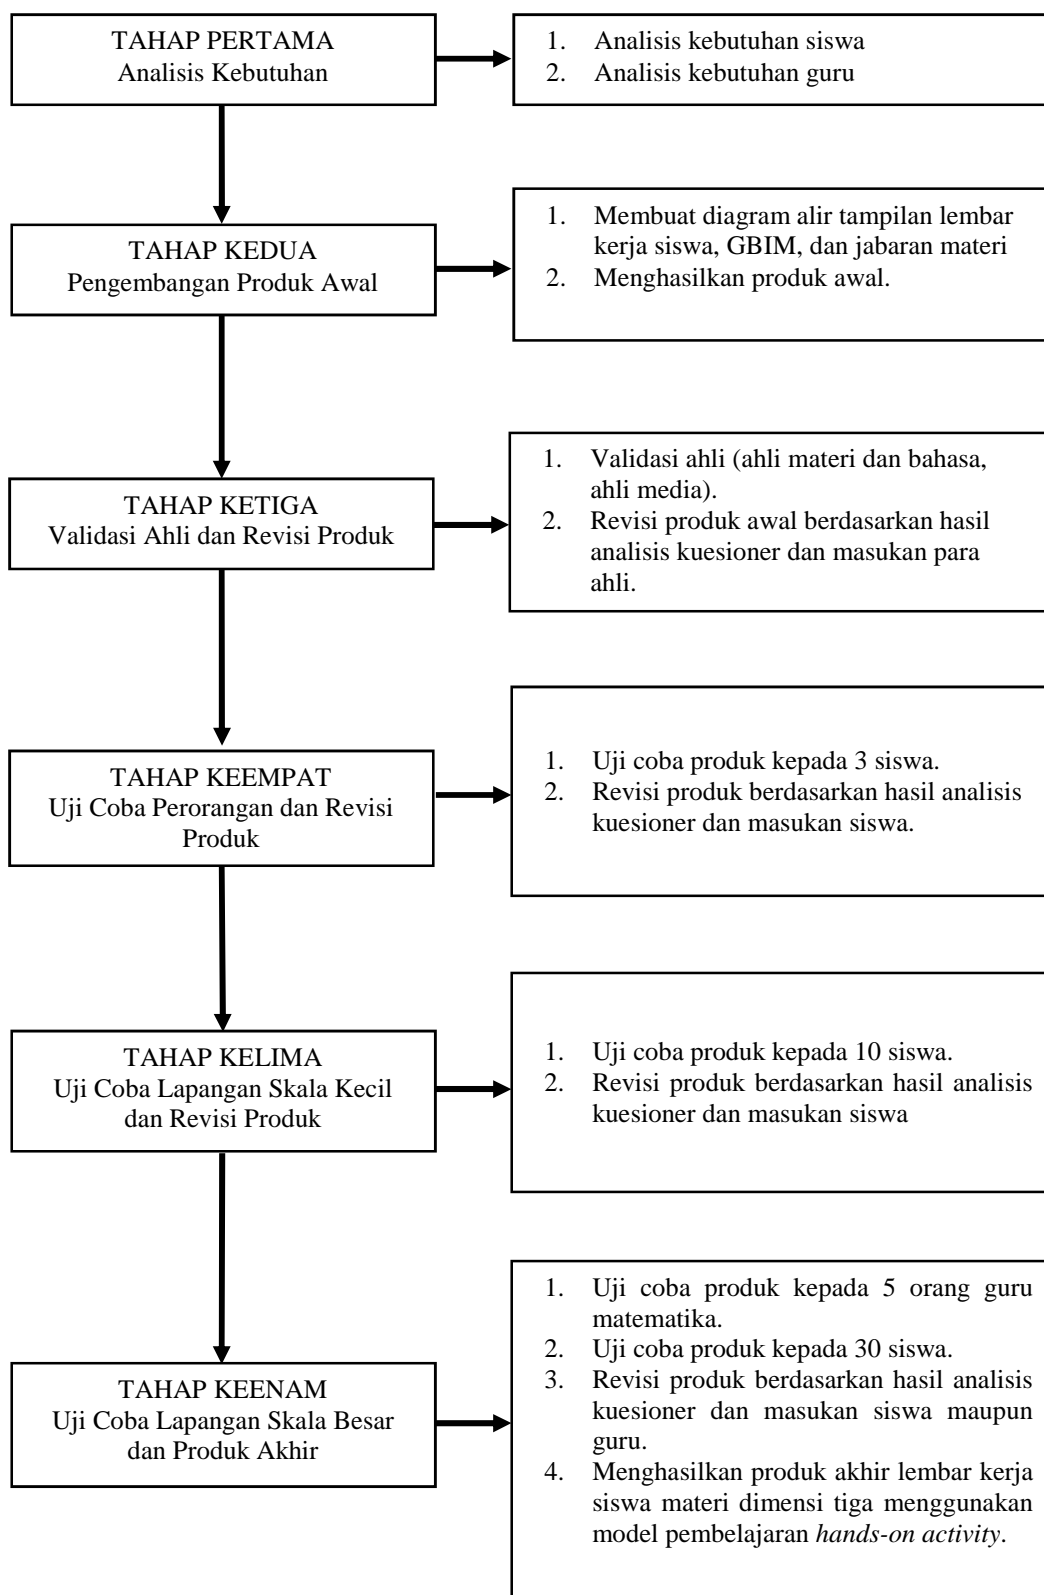 TAHAP PERTAMA
Analisis Kebutuhan
1. Analisis kebutuhan siswa
2. Analisis kebutuhan guru
TAHAP KEDUA
Pengembangan Produk Awal
1. Membuat diagram alir tampilan lembar
kerja siswa, GBIM, dan jabaran materi
2. Menghasilkan produk awal.
TAHAP KETIGA
Validasi Ahli dan Revisi Produk
1. Validasi ahli (ahli materi dan bahasa,
ahli media).
2. Revisi produk awal berdasarkan hasil
analisis kuesioner dan masukan para
ahli.
TAHAP KEEMPAT
Uji Coba Perorangan dan Revisi
Produk
1. Uji coba produk kepada 3 siswa.
2. Revisi produk berdasarkan hasil analisis
kuesioner dan masukan siswa.
TAHAP KELIMA
Uji Coba Lapangan Skala Kecil
dan Revisi Produk
1. Uji coba produk kepada 10 siswa.
2. Revisi produk berdasarkan hasil analisis
kuesioner dan masukan siswa
TAHAP KEENAM
Uji Coba Lapangan Skala Besar
dan Produk Akhir
1. Uji coba produk kepada 5 orang guru
matematika.
2. Uji coba produk kepada 30 siswa.
3. Revisi produk berdasarkan hasil analisis
kuesioner dan masukan siswa maupun
guru.
4. Menghasilkan produk akhir lembar kerja
siswa materi dimensi tiga menggunakan
model pembelajaran hands-on activity.